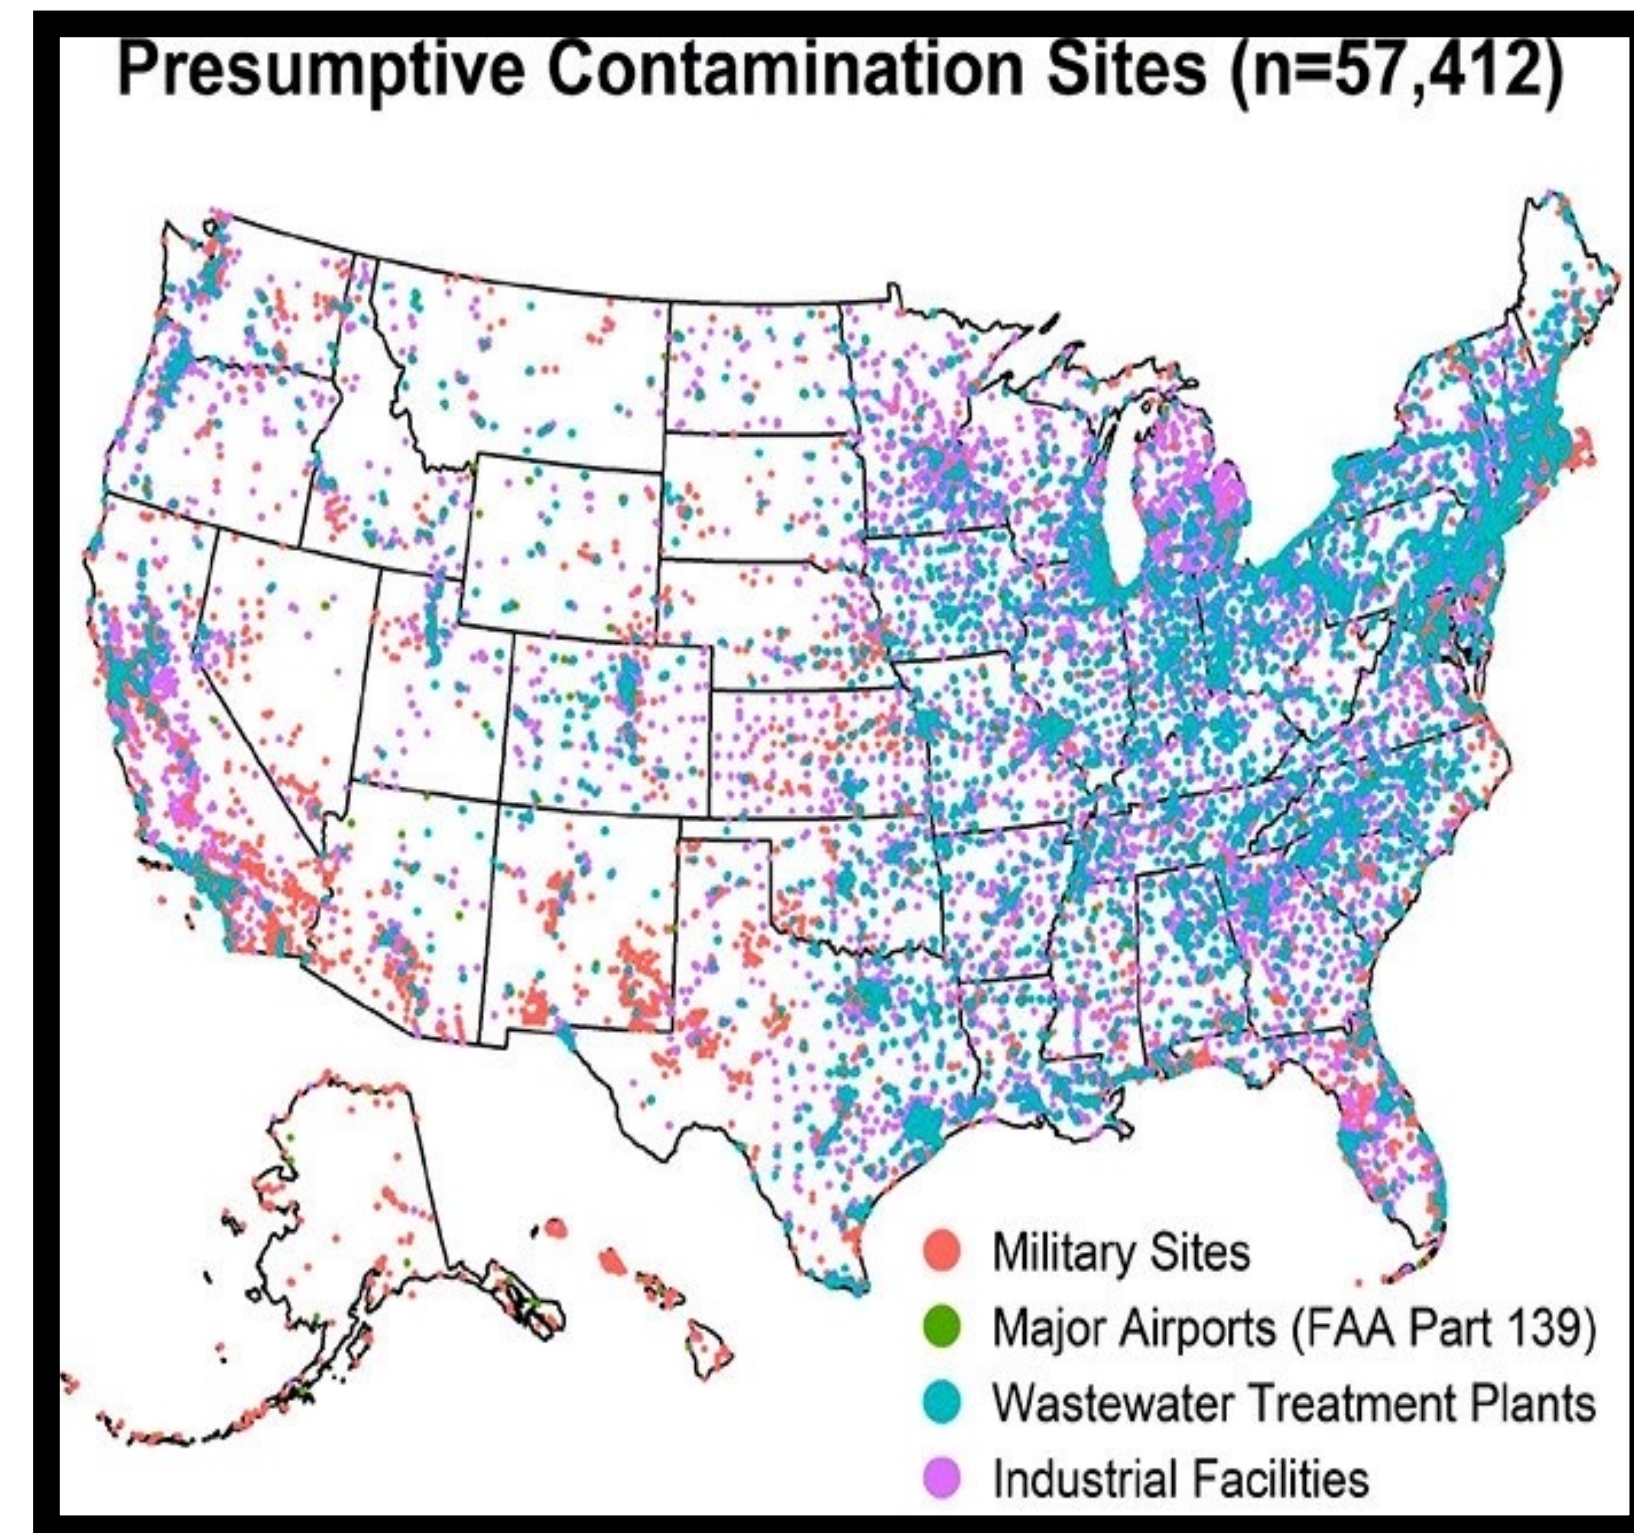 Presumptive Contamination Sites (n=57,412)
Military Sites
Major Airports (FAA Part 139)
Wastewater Treatment Plants
Industrial Facilities